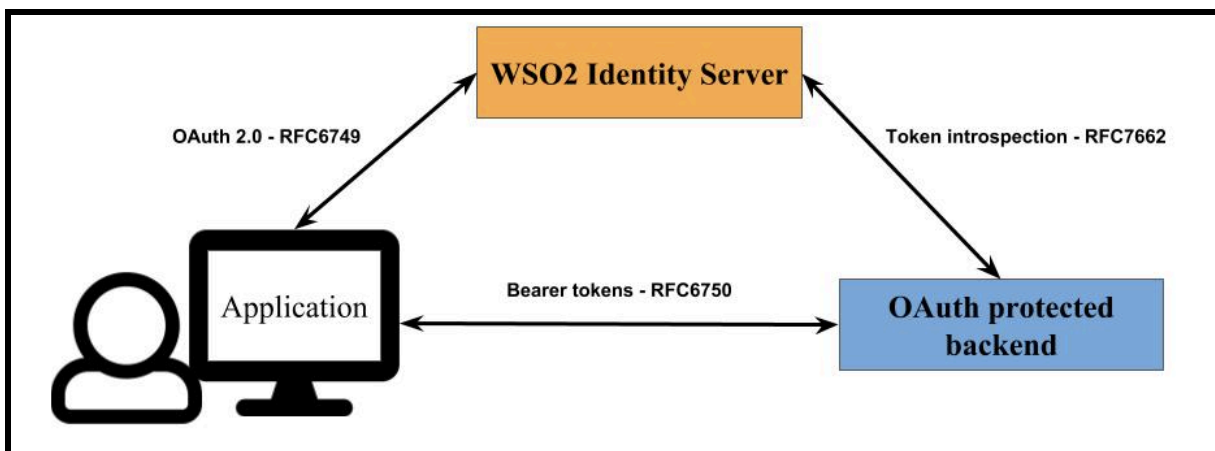 WSO2 Identity Server
OAuth 2.0 - RFC6749
Token introspection - RFC7662
Application
Bearer tokens - RFC6750
OAuth protected
backend